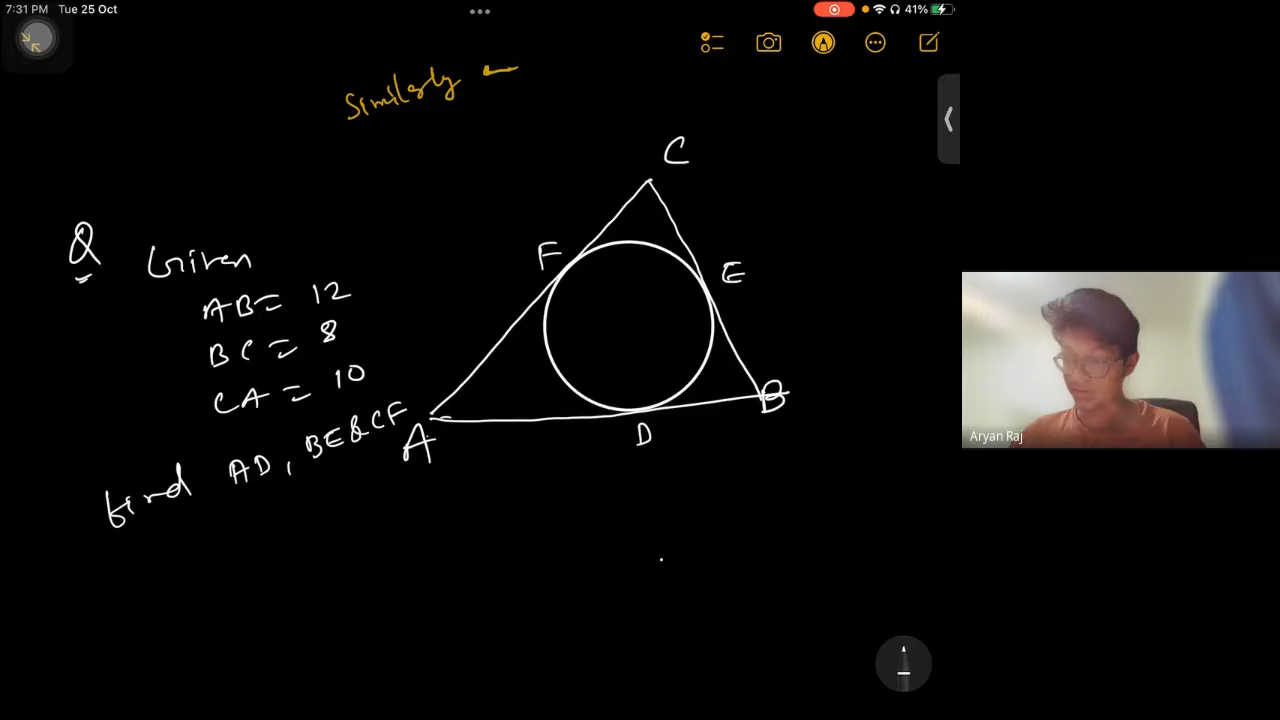 7:31 PM Tue 25 Oct
41%
Similarly
C
Q Given
F
E
AB = 12
BC = 8
CA = 10
B
find AD, BE & CF
A
D
Aryan Raj